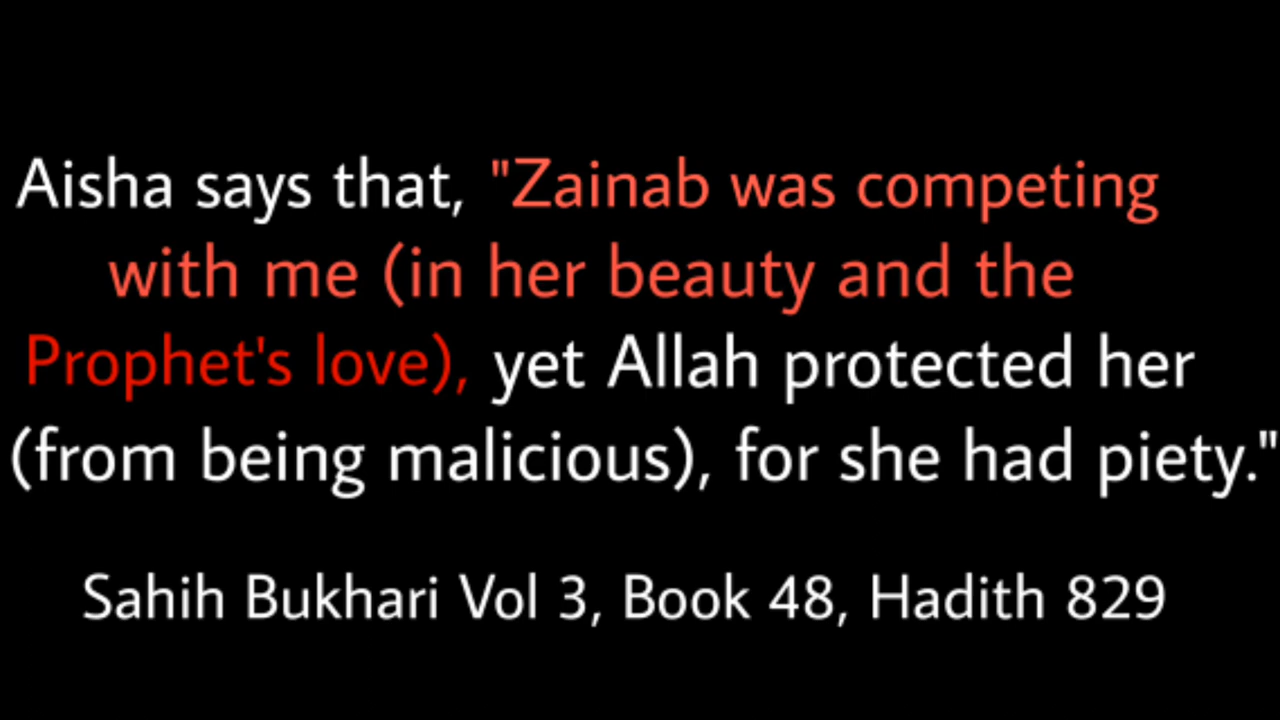 Aisha says that, "Zainab was competing
with me (in her beauty and the
Prophet's love), yet Allah protected her
(from being malicious), for she had piety."
Sahih Bukhari Vol 3, Book 48, Hadith 829